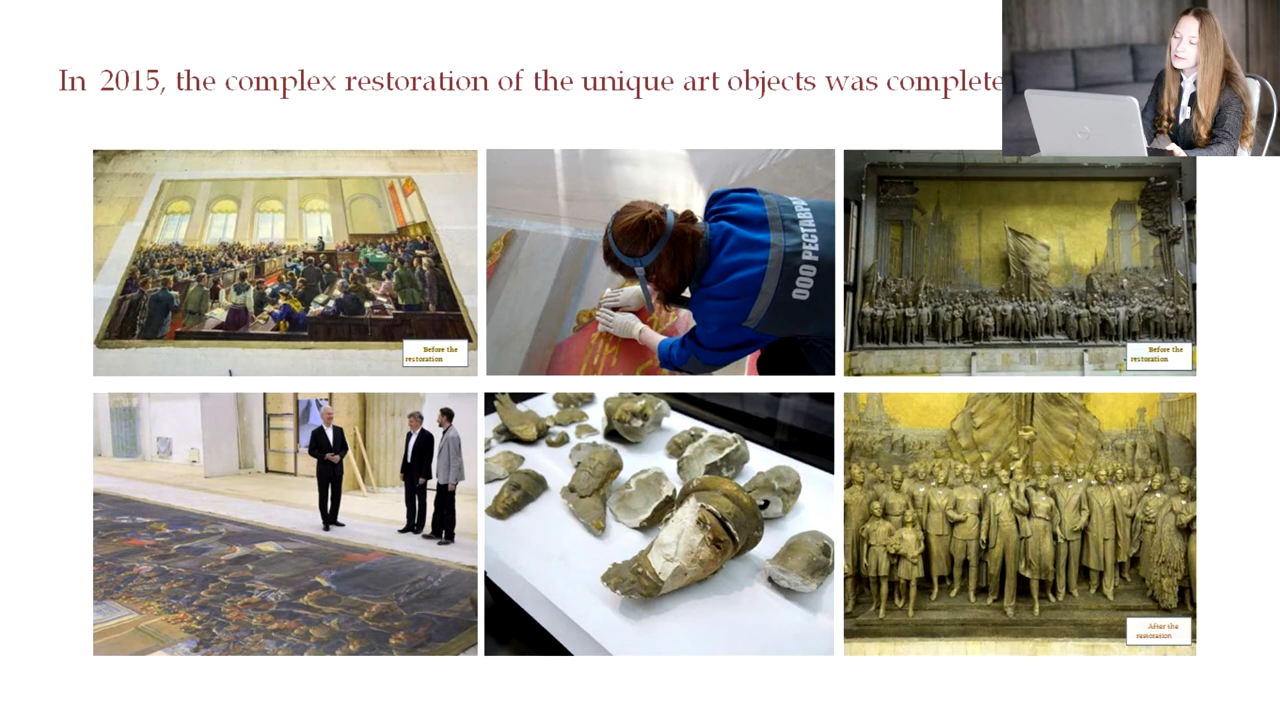 In 2015, the complex restoration of the unique art objects was complete
ООО РЕСТАВРА
Before the
restoration
Before the
restoration
After the
restoration